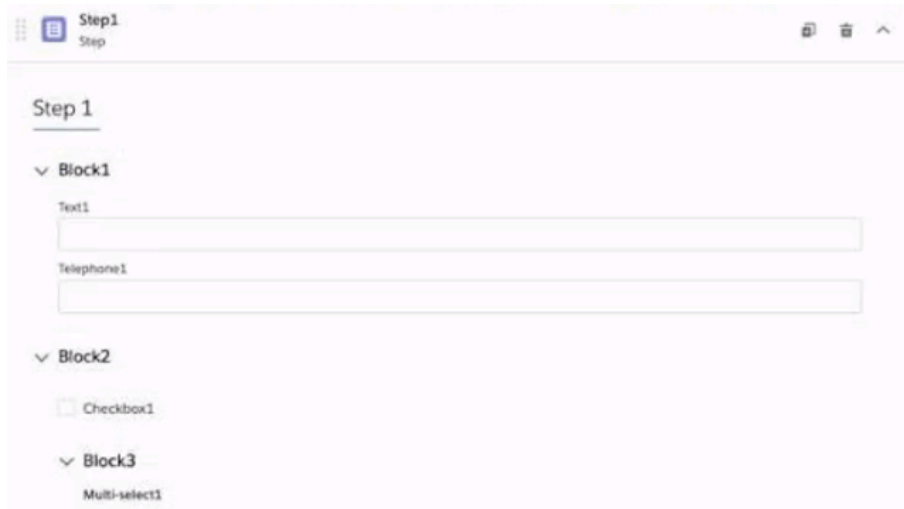 Step1
Step
Step 1
Block1
Text1
Telephone1
Block2
Checkbox1
Block3
Multi-select1